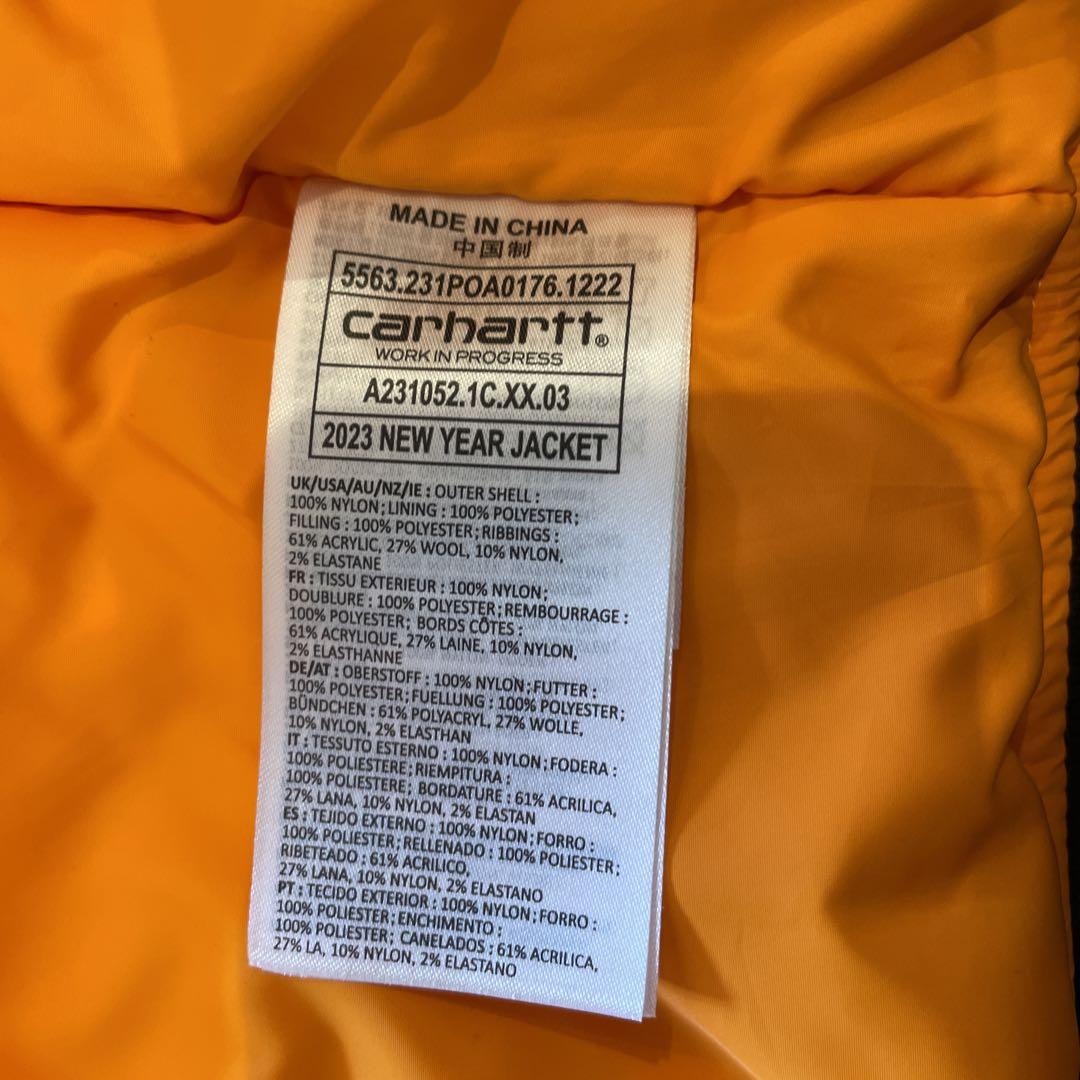 MADE IN CHINA
中国制
5563.231POA0176.1222
carhartt®
WORK IN PROGRESS
A231052.1C.XX.03
2023 NEW YEAR JACKET
UK/USA/AU/NZ/IE : OUTER SHELL :
100% NYLON; LINING : 100% POLYESTER;
FILLING : 100% POLYESTER; RIBBINGS :
61% ACRYLIC, 27% WOOL, 10% NYLON,
2% ELASTANE
FR : TISSU EXTERIEUR : 100% NYLON;
DOUBLURE : 100% POLYESTER; REMBOURRAGE :
100% POLYESTER; BORDS CÔTES :
61% ACRYLIQUE, 27% LAINE, 10% NYLON,
2% ELASTHANNE
DE/AT : OBERSTOFF : 100% NYLON; FUTTER :
100% POLYESTER; FUELLUNG : 100% POLYESTER;
BÜNDCHEN : 61% POLYACRYL, 27% WOLLE,
10% NYLON, 2% ELASTHAN
IT : TESSUTO ESTERNO : 100% NYLON; FODERA :
100% POLIESTERE; RIEMPITURA :
100% POLIESTERE; BORDATURE : 61% ACRILICA,
27% LANA, 10% NYLON, 2% ELASTAN
ES : TEJIDO EXTERNO : 100% NYLON; FORRO :
100% POLIESTER; RELLENADO : 100% POLIESTER;
RIBETEADO : 61% ACRILICO,
27% LANA, 10% NYLON, 2% ELASTANO
PT : TECIDO EXTERIOR : 100% NYLON; FORRO :
100% POLIESTER; ENCHIMENTO :
100% POLIESTER; CANELADOS : 61% ACRILICA,
27% LA, 10% NYLON, 2% ELASTANO